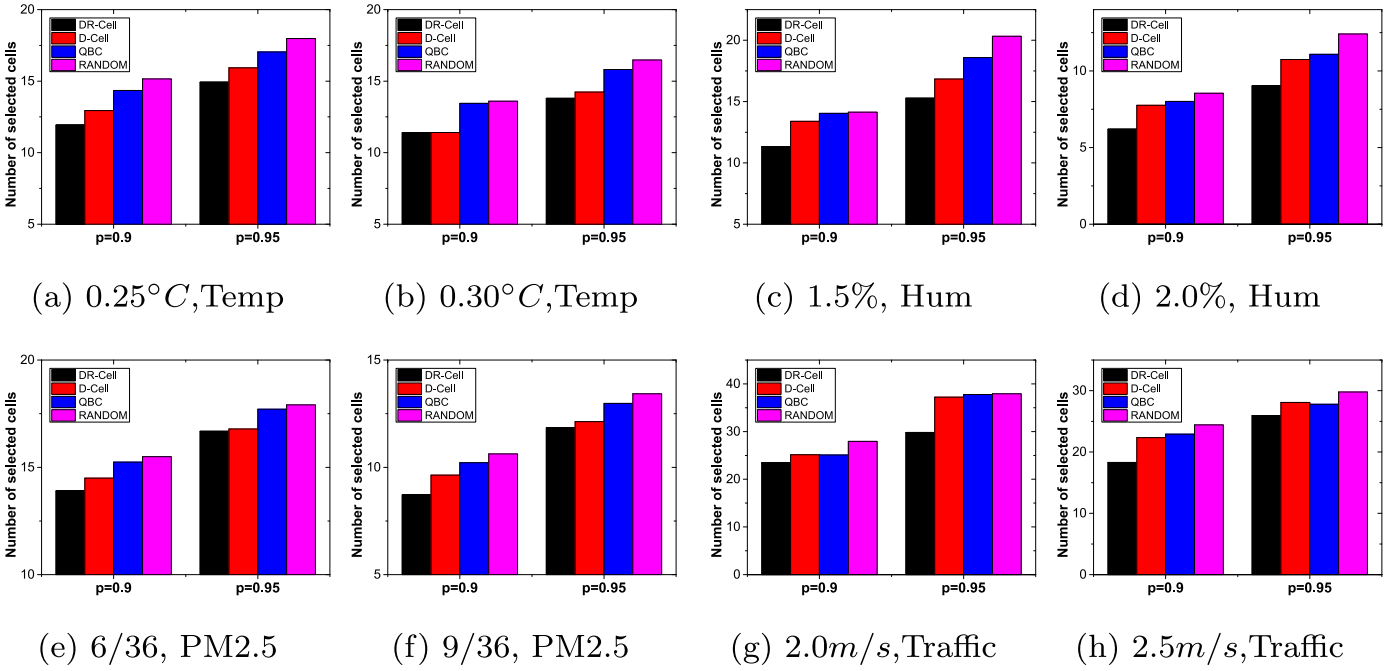 Number of selected cells
20
15
10
5
DR-Cell
D-Cell
QBC
RANDOM
p=0.9 p=0.95
(a) 0.25°C,Temp
Number of selected cells
20
15
10
5
DR-Cell
D-Cell
QBC
RANDOM
p=0.9 p=0.95
(b) 0.30°C,Temp
Number of selected cells
20
15
10
5
DR-Cell
D-Cell
QBC
RANDOM
p=0.9 p=0.95
(c) 1.5%, Hum
Number of selected cells
10
5
0
DR-Cell
D-Cell
QBC
RANDOM
p=0.9 p=0.95
(d) 2.0%, Hum
Number of selected cells
20
15
10
DR-Cell
D-Cell
QBC
RANDOM
p=0.9 p=0.95
(e) 6/36, PM2.5
Number of selected cells
15
10
5
DR-Cell
D-Cell
QBC
RANDOM
p=0.9 p=0.95
(f) 9/36, PM2.5
Number of selected cells
40
30
20
10
0
DR-Cell
D-Cell
QBC
RANDOM
p=0.9 p=0.95
(g) 2.0m/s,Traffic
Number of selected cells
30
20
10
0
DR-Cell
D-Cell
QBC
RANDOM
p=0.9 p=0.95
(h) 2.5m/s,Traffic